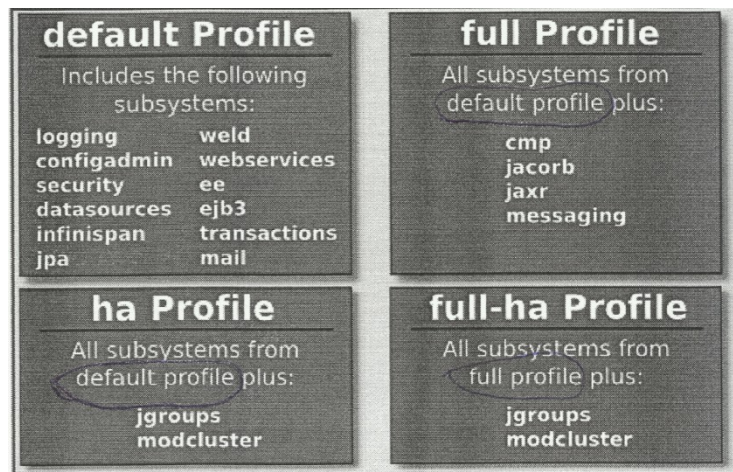 default Profile
Includes the following
subsystems:
logging weld
configadmin webservices
security ee
datasources ejb3
infinispan transactions
jpa mail
full Profile
All subsystems from
default profile plus:
cmp
jacorb
jaxr
messaging
ha Profile
All subsystems from
default profile plus:
jgroups
modcluster
full-ha Profile
All subsystems from
full profile plus:
jgroups
modcluster